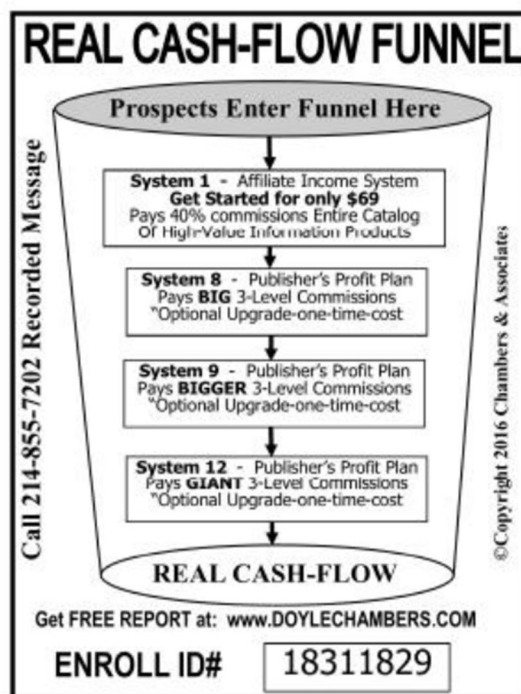 REAL CASH-FLOW FUNNEL
Prospects Enter Funnel Here
System 1 - Affiliate Income System
Get Started for only $69
Pays 40% commissions Entire Catalog
Of High-Value Information Products
System 8 - Publisher's Profit Plan
Pays BIG 3-Level Commissions
"Optional Upgrade-one-time-cost
System 9 - Publisher's Profit Plan
Pays BIGGER 3-Level Commissions
"Optional Upgrade-one-time-cost
System 12 - Publisher's Profit Plan
Pays GIANT 3-Level Commissions
"Optional Upgrade-one-time-cost
REAL CASH-FLOW
Call 214-855-7202 Recorded Message
©Copyright 2016 Chambers & Associates
Get FREE REPORT at: www.DOYLECHAMBERS.COM
ENROLL ID# 18311829